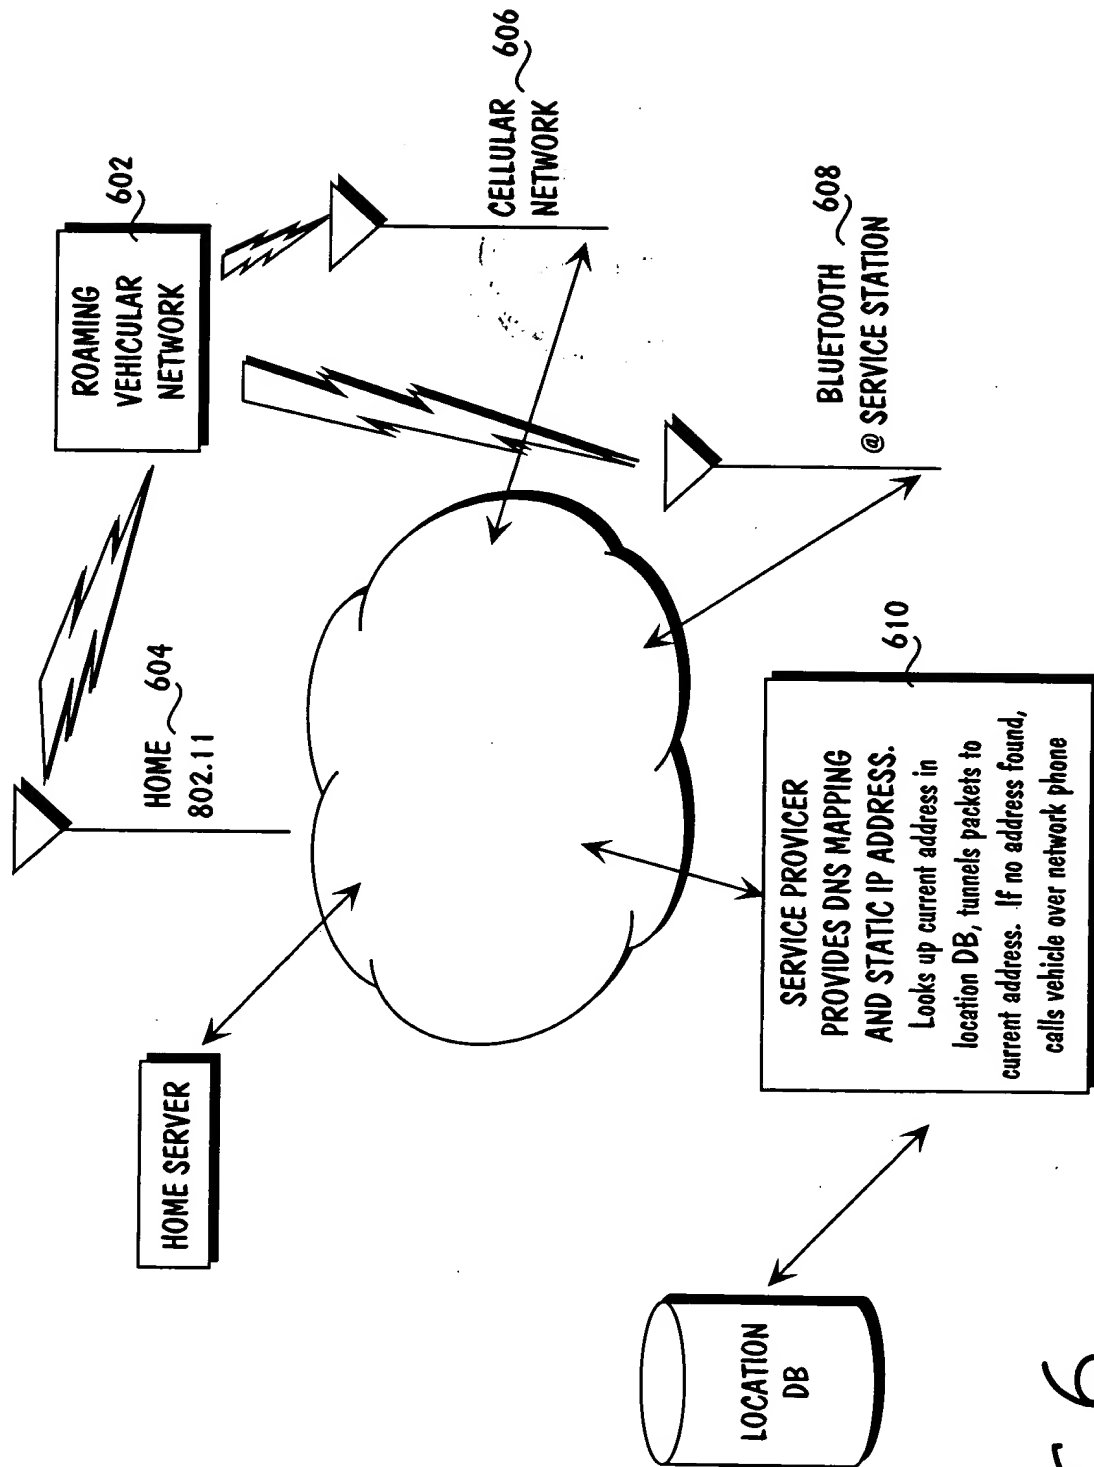 ROAMING
VEHICULAR
NETWORK
602
HOME 604
802.11
CELLULAR 606
NETWORK
BLUETOOTH 608
@ SERVICE STATION
HOME SERVER
610
SERVICE PROVICER
PROVIDES DNS MAPPING
AND STATIC IP ADDRESS.
Looks up current address in
location DB, tunnels packets to
current address. If no address found,
calls vehicle over network phone
LOCATION
DB
6